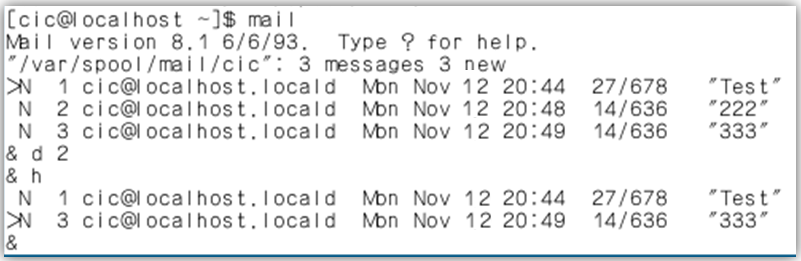 [cic@localhost ~]$ mail
Mail version 8.1 6/6/93.  Type ? for help.
"/var/spool/mail/cic": 3 messages 3 new
>N  1 cic@localhost.locald  Mon Nov 12 20:44  27/678   "Test"
 N  2 cic@localhost.locald  Mon Nov 12 20:48  14/636   "222"
 N  3 cic@localhost.locald  Mon Nov 12 20:49  14/636   "333"
& d 2
& h
 N  1 cic@localhost.locald  Mon Nov 12 20:44  27/678   "Test"
>N  3 cic@localhost.locald  Mon Nov 12 20:49  14/636   "333"
&